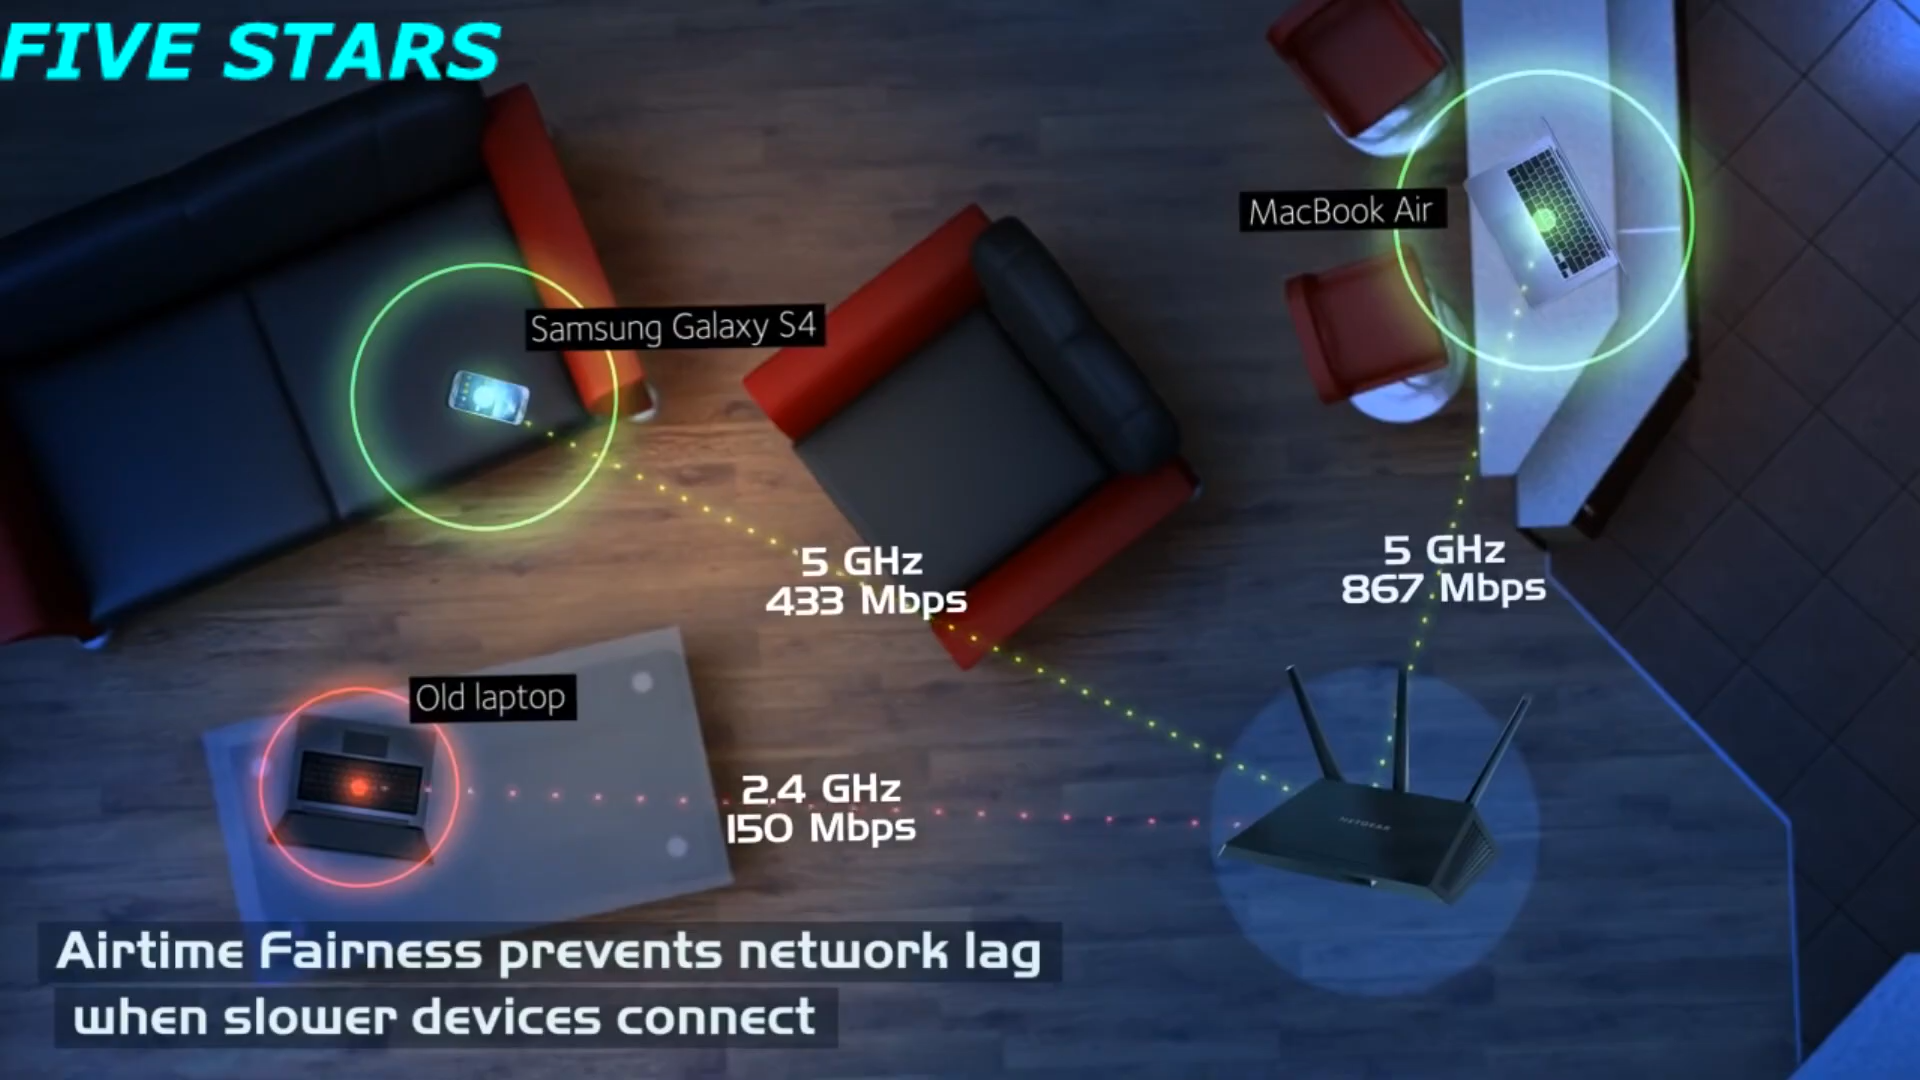 FIVE STARS
MacBook Air
Samsung Galaxy S4
5 GHz
433 Mbps
5 GHz
867 Mbps
Old laptop
2.4 GHz
150 Mbps
NETGEAR
Airtime Fairness prevents network lag
when slower devices connect